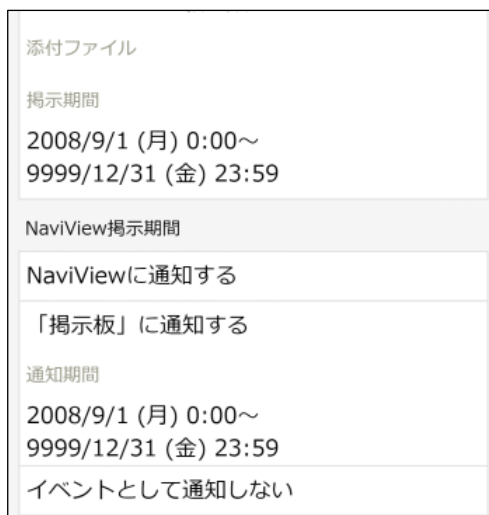 添付ファイル
掲示期間
2008/9/1 (月) 0:00～
9999/12/31 (金) 23:59
NaviView掲示期間
NaviViewに通知する
「掲示板」に通知する
通知期間
2008/9/1 (月) 0:00～
9999/12/31 (金) 23:59
イベントとして通知しない